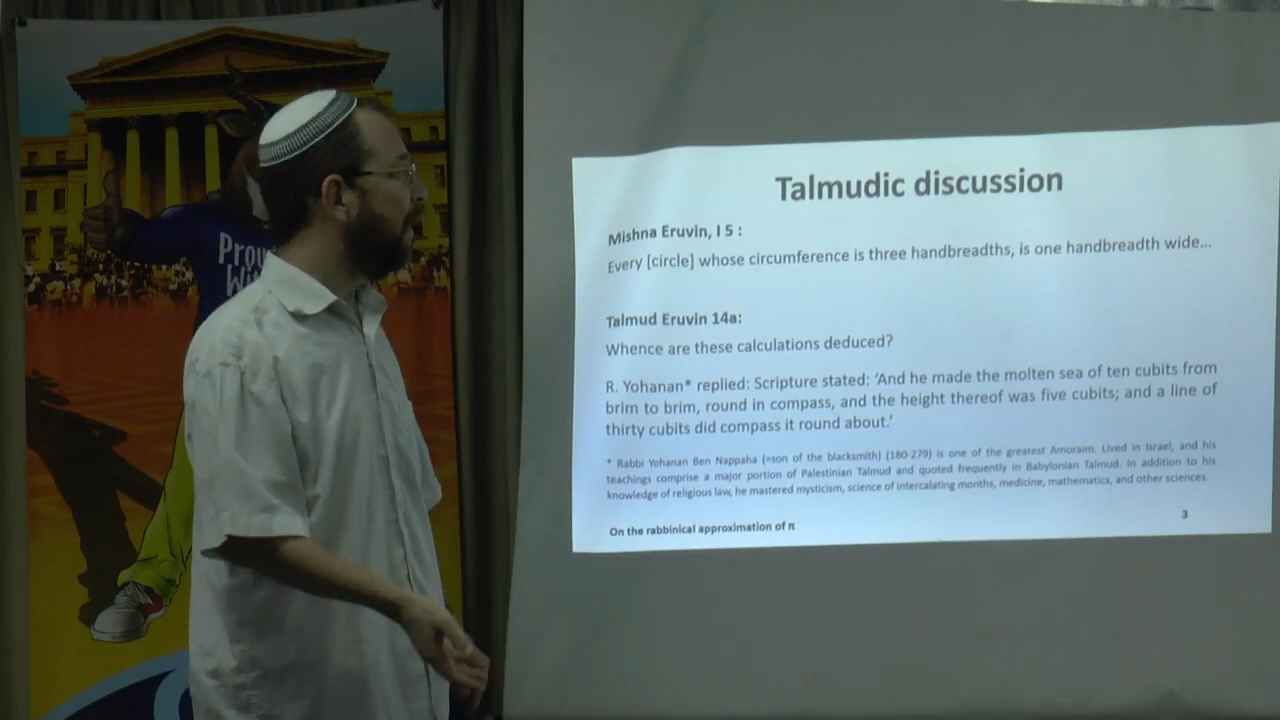 Prou
Wi
Talmudic discussion
Mishna Eruvin, I 5 :
Every [circle] whose circumference is three handbreadths, is one handbreadth wide...
Talmud Eruvin 14a:
Whence are these calculations deduced?
R. Yohanan* replied: Scripture stated: ‘And he made the molten sea of ten cubits from
brim to brim, round in compass, and the height thereof was five cubits; and a line of
thirty cubits did compass it round about.’
* Rabbi Yohanan Ben Nappaha (=son of the blacksmith) (180-279) is one of the greatest Amoraim. Lived in Israel, and his
teachings comprise a major portion of Palestinian Talmud and quoted frequently in Babylonian Talmud. In addition to his
knowledge of religious law, he mastered mysticism, science of intercalating months, medicine, mathematics, and other sciences.
On the rabbinical approximation of π
3